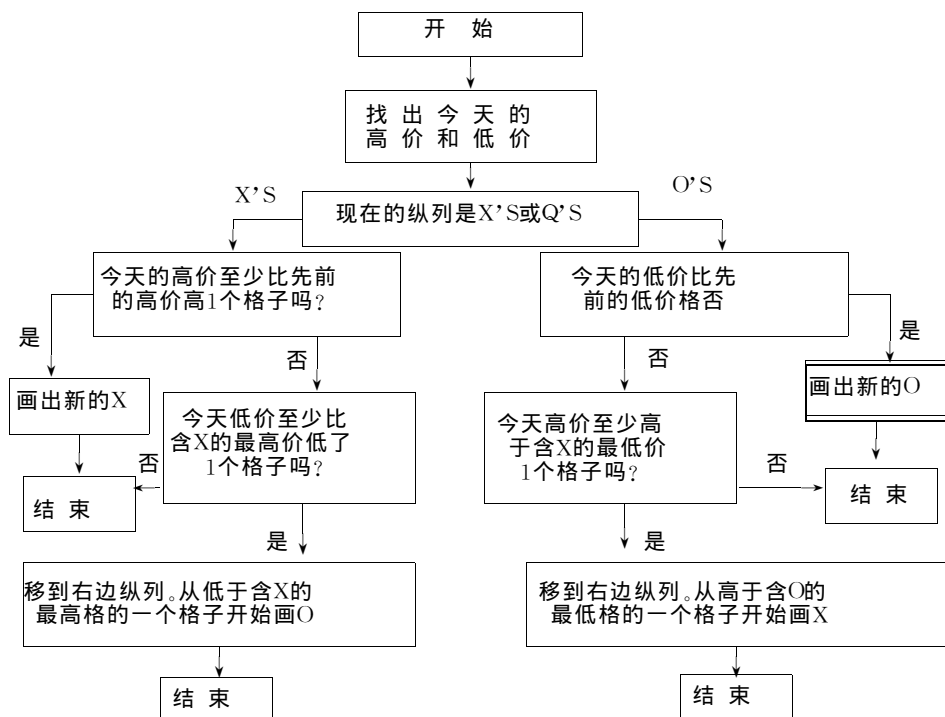 开 始
找 出 今 天 的
高 价 和 低 价
X’S
O’S
现在的纵列是X’S或Q’S
今天的高价至少比先前
的高价高1个格子吗?
今天的低价比先
前的低价格否
是
否
否
是
画出新的X
今天低价至少比
含X的最高价低了
1个格子吗?
今天高价至少高
于含X的最低价
1个格子吗?
画出新的O
否
否
结 束
结 束
是
是
移到右边纵列。从低于含X的
最高格的一个格子开始画O
移到右边纵列。从高于含O的
最低格的一个格子开始画X
结 束
结 束